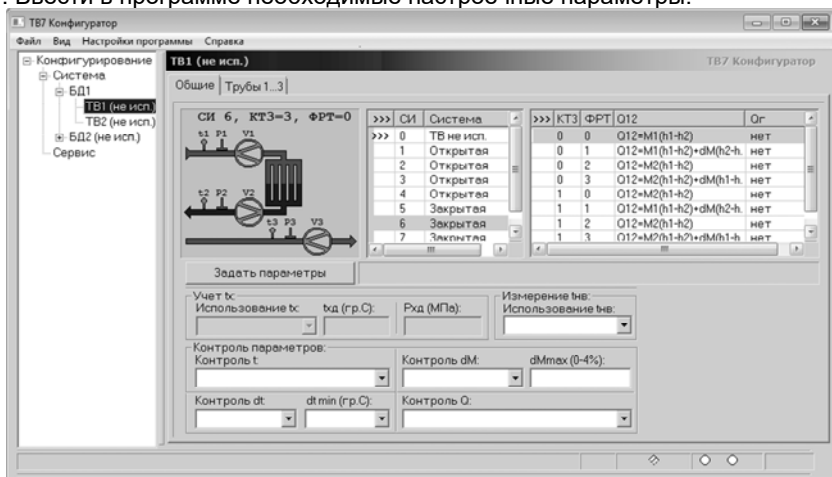 . Ввести в программе необходимые настроечные параметры.
ТВ7 Конфигуратор
Файл Вид Настройки программы Справка
Конфигурирование
Система
БД1
ТВ1 (не исп.)
ТВ2 (не исп.)
БД2 (не исп.)
Сервис
ТВ1 (не исп.) ТВ7 Конфигуратор
Общие Трубы 1...3
СИ 6, КТ3=3, ФРТ=0
t1 P1 V1
t2 P2 V2
t3 P3 V3
>>> СИ Система
>>> 0 ТВ не исп.
1 Открытая
2 Открытая
3 Открытая
4 Открытая
5 Закрытая
6 Закрытая
7 Закрытая
>>> КТ3 ФРТ Q12 Qг
0 0 Q12=M1(h1-h2) нет
0 1 Q12=M1(h1-h2)+dM(h2-h. нет
0 2 Q12=M2(h1-h2) нет
0 3 Q12=M2(h1-h2)+dM(h1-h. нет
1 0 Q12=M1(h1-h2) нет
1 1 Q12=M1(h1-h2)+dM(h2-h. нет
1 2 Q12=M2(h1-h2) нет
1 3 Q12=M2(h1-h2)+dM(h1-h нет
Задать параметры
Учет tx:
Использование tx: txд (гр.С): Pxд (МПа):
Измерение tнв:
Использование tнв:
Контроль параметров:
Контроль t: Контроль dM: dMmax (0-4%):
Контроль dt: dt min (гр.С): Контроль Q: